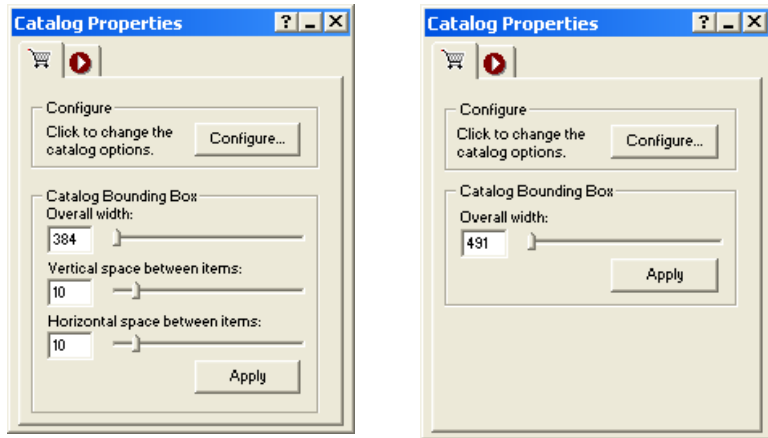 Catalog Properties
Configure
Click to change the
catalog options.
Configure...
Catalog Bounding Box
Overall width:
384
Vertical space between items:
10
Horizontal space between items:
10
Apply
Catalog Properties
Configure
Click to change the
catalog options.
Configure...
Catalog Bounding Box
Overall width:
491
Apply